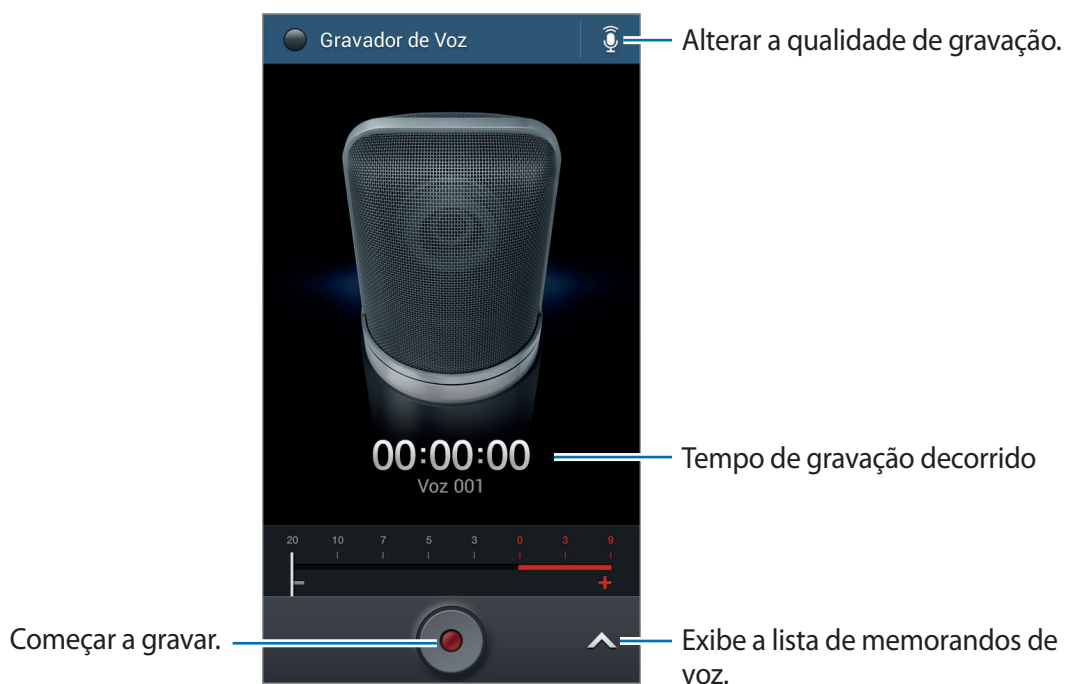 Gravador de Voz
Alterar a qualidade de gravação.
00:00:00
Tempo de gravação decorrido
Voz 001
20 10 7 5 3 0 3 9
- +
Começar a gravar.
Exibe a lista de memorandos de
voz.